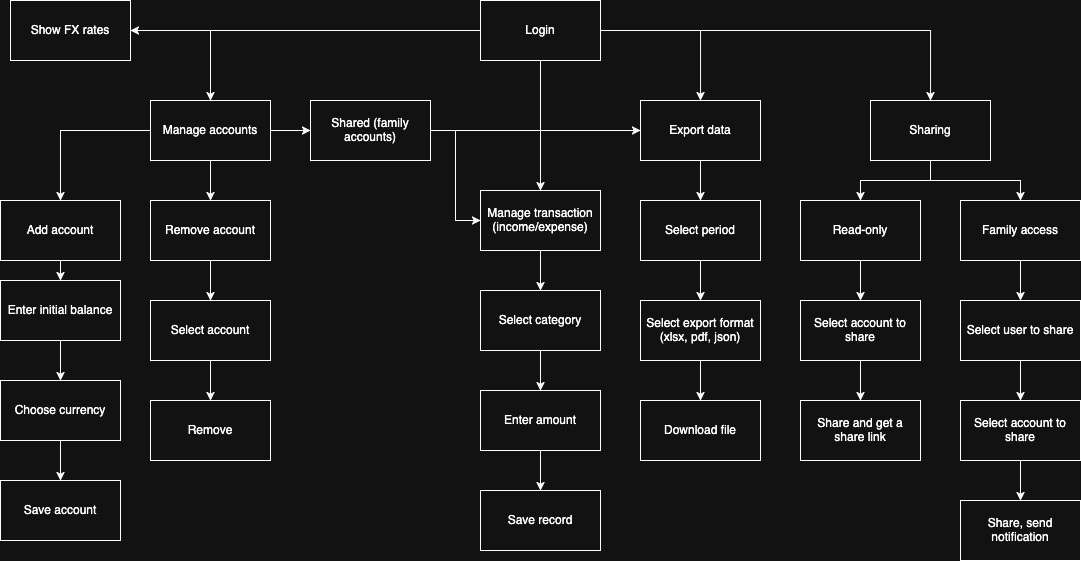 Show FX rates
Login
Manage accounts
Shared (family
accounts)
Export data
Sharing
Add account
Remove account
Manage transaction
(income/expense)
Select period
Read-only
Family access
Enter initial balance
Select account
Select category
Select export format
(xlsx, pdf, json)
Select account to
share
Select user to share
Choose currency
Remove
Enter amount
Download file
Share and get a
share link
Select account to
share
Save account
Save record
Share, send
notification